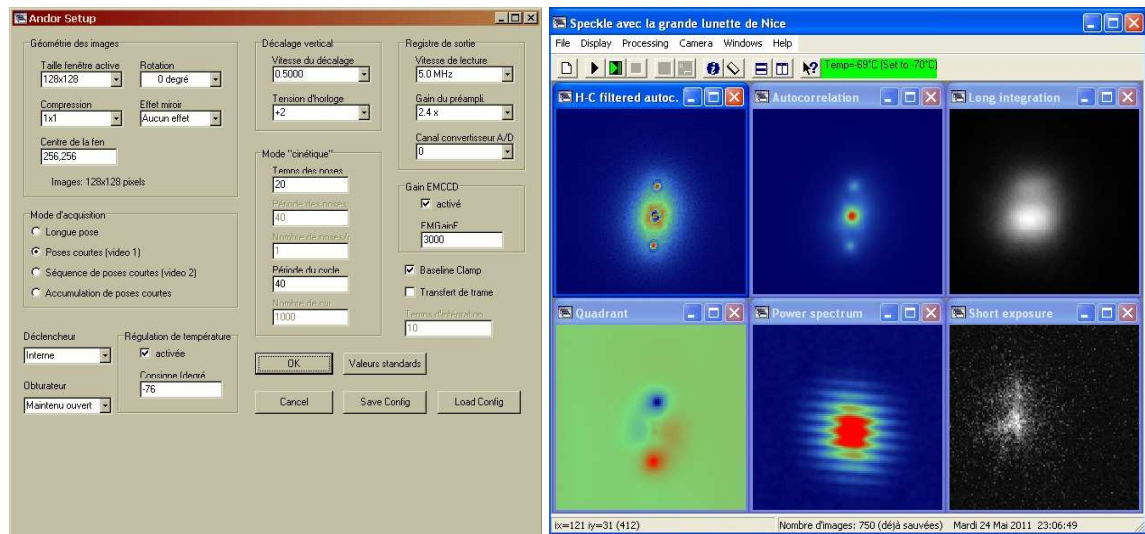 Andor Setup
Géométrie des images
Taille fenêtre active
128x128
Rotation
0 degré
Compression
1x1
Effet miroir
Aucun effet
Centre de la fen
256,256
Images: 128x128 pixels
Mode d'acquisition
Longue pose
Poses courtes (video 1)
Séquence de poses courtes (video 2)
Accumulation de poses courtes
Déclencheur
Interne
Obturateur
Maintenu ouvert
Régulation de température
activée
Consigne (degré
-76
Décalage vertical
Vitesse du décalage
0.5000
Tension d'horloge
+2
Mode "cinétique"
Temps des poses
20
Période des poses
40
Nombre de poses/
1
Période du cycle
40
Nombre de cyc
1000
Registre de sortie
Vitesse de lecture
5.0 MHz
Gain du préampli.
2.4 x
Canal convertisseur A/D
0
Gain EMCCD
activé
EMGainF
3000
Baseline Clamp
Transfert de trame
Temps d'intégration
10
OK
Valeurs standards
Cancel
Save Config
Load Config
Speckle avec la grande lunette de Nice
File Display Processing Camera Windows Help
Temp=-69°C (Set to -70°C)
H-C filtered autoc.
Autocorrelation
Long integration
Quadrant
Power spectrum
Short exposure
ix=121 iy=31 (412)
Nombre d'images: 750 (déjà sauvées)
Mardi 24 Mai 2011 23:06:49